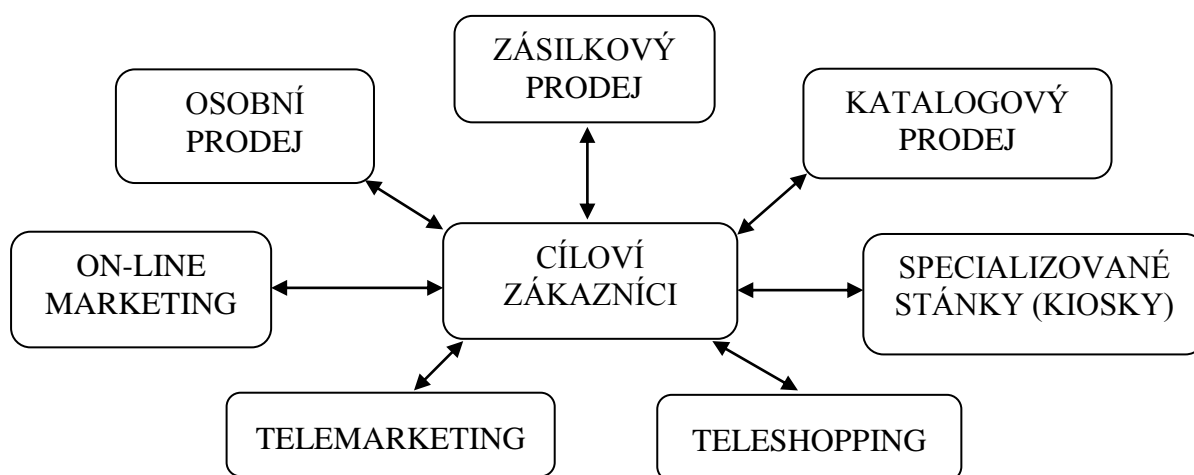 ZÁSILKOVÝ
PRODEJ
OSOBNÍ
PRODEJ
KATALOGOVÝ
PRODEJ
ON-LINE
MARKETING
CÍLOVÍ
ZÁKAZNÍCI
SPECIALIZOVANÉ
STÁNKY (KIOSKY)
TELEMARKETING
TELESHOPPING